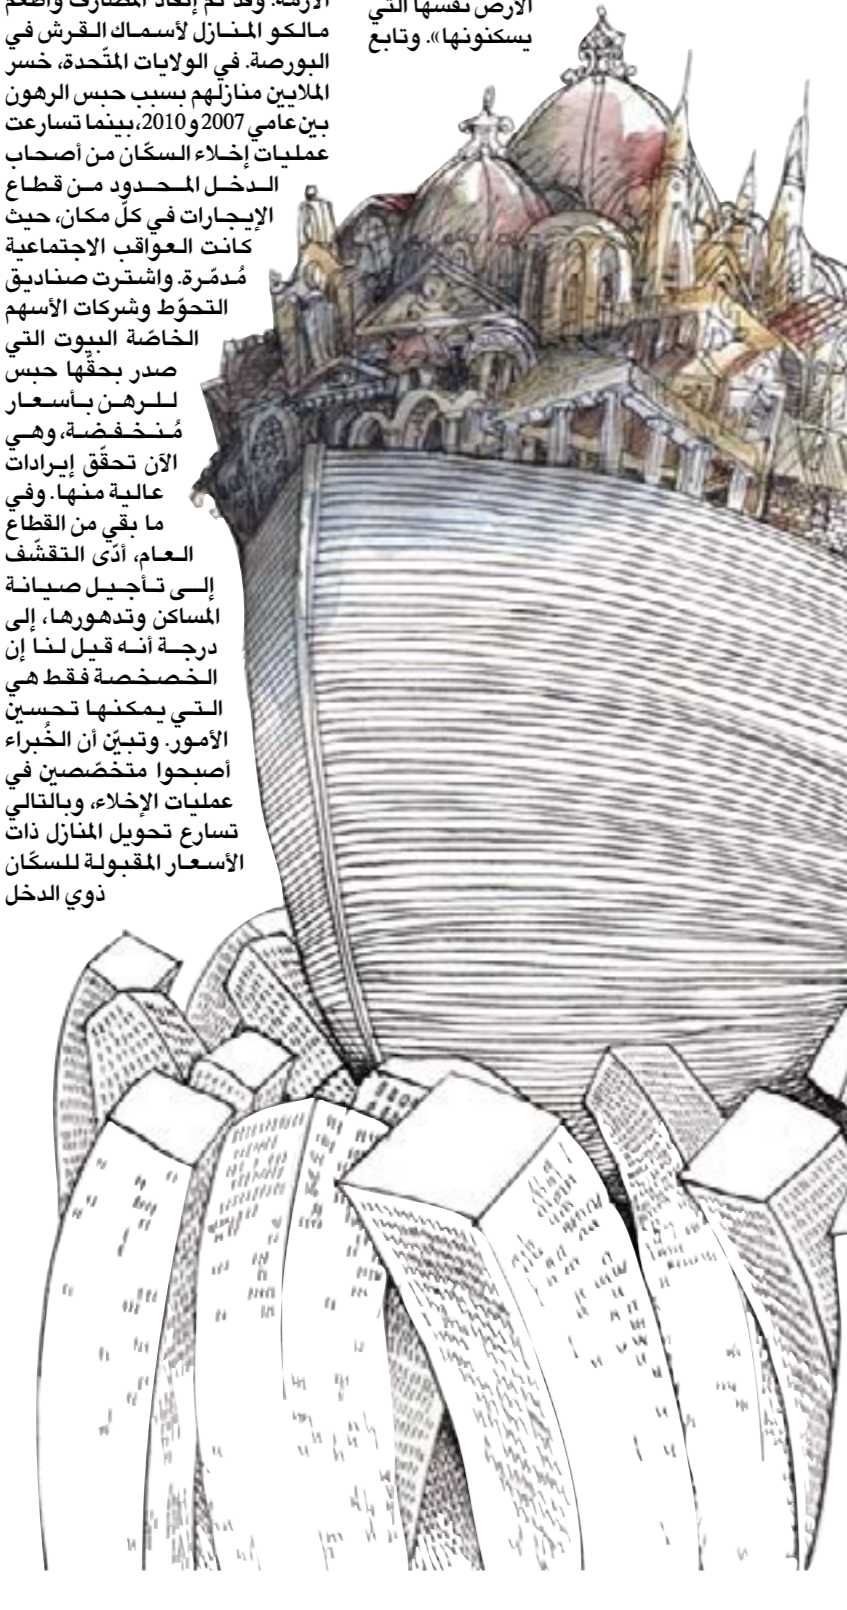 الأرض نفسها التي
يسكنونها». وتابع
الأزمة. وقد تم إنقاذ المصارف وأُطعم
مالكو المنازل لأسماك القرش في
البورصة. في الولايات المتّحدة، خسر
الملايين منازلهم بسبب حبس الرهون
بين عامي 2007 و2010، بينما تسارعت
عمليات إخلاء السكّان من أصحاب
الدخل المحدود من قطاع
الإيجارات في كلّ مكان، حيث
كانت العواقب الاجتماعية
مُدمّرة. واشترت صناديق
التحوّط وشركات الأسهم
الخاصّة البيوت التي
صدر بحقّها حبس
للرهن بأسعار
مُنخفضة، وهي
الآن تحقّق إيرادات
عالية منها. وفي
ما بقي من القطاع
العام، أدّى التقشّف
إلى تأجيل صيانة
المساكن وتدهورها، إلى
درجة أنه قيل لنا إن
الخصخصة فقط هي
التي يمكنها تحسين
الأمور. وتبيّن أن الخُبراء
أصبحوا متخصّصين في
عمليات الإخلاء، وبالتالي
تسارع تحويل المنازل ذات
الأسعار المقبولة للسكّان
ذوي الدخل